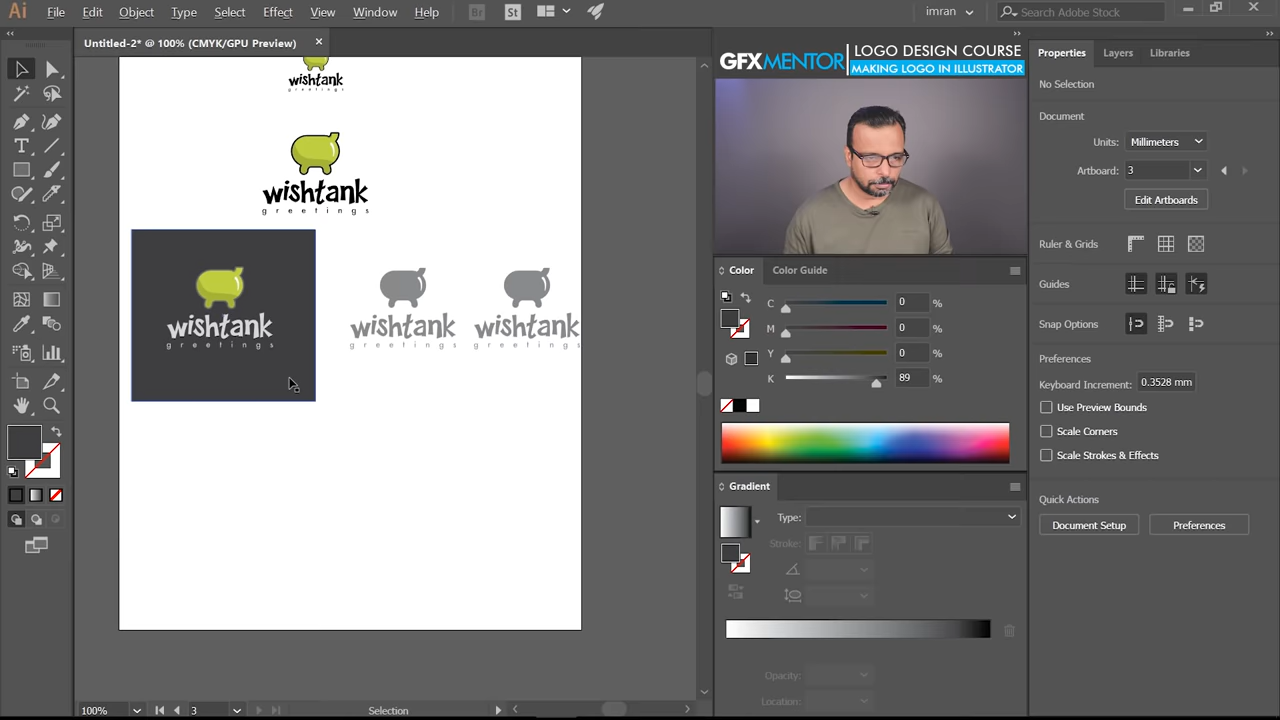 Ai File Edit Object Type Select Effect View Window Help Br St imran Search Adobe Stock
Untitled-2* @ 100% (CMYK/GPU Preview) ×
GFXMENTOR
LOGO DESIGN COURSE
MAKING LOGO IN ILLUSTRATOR
Properties Layers Libraries
No Selection
Document
Units: Millimeters
Artboard: 3
Edit Artboards
Ruler & Grids
Guides
Snap Options
Preferences
Keyboard Increment: 0.3528 mm
Use Preview Bounds
Scale Corners
Scale Strokes & Effects
Quick Actions
Document Setup Preferences
wishtank
greetings
wishtank
greetings
wishtank
greetings
wishtank
greetings
wishtank
greetings
Color Color Guide
C 0 %
M 0 %
Y 0 %
K 89 %
Gradient
Type:
Stroke:
Opacity:
Location:
100% 3 Selection